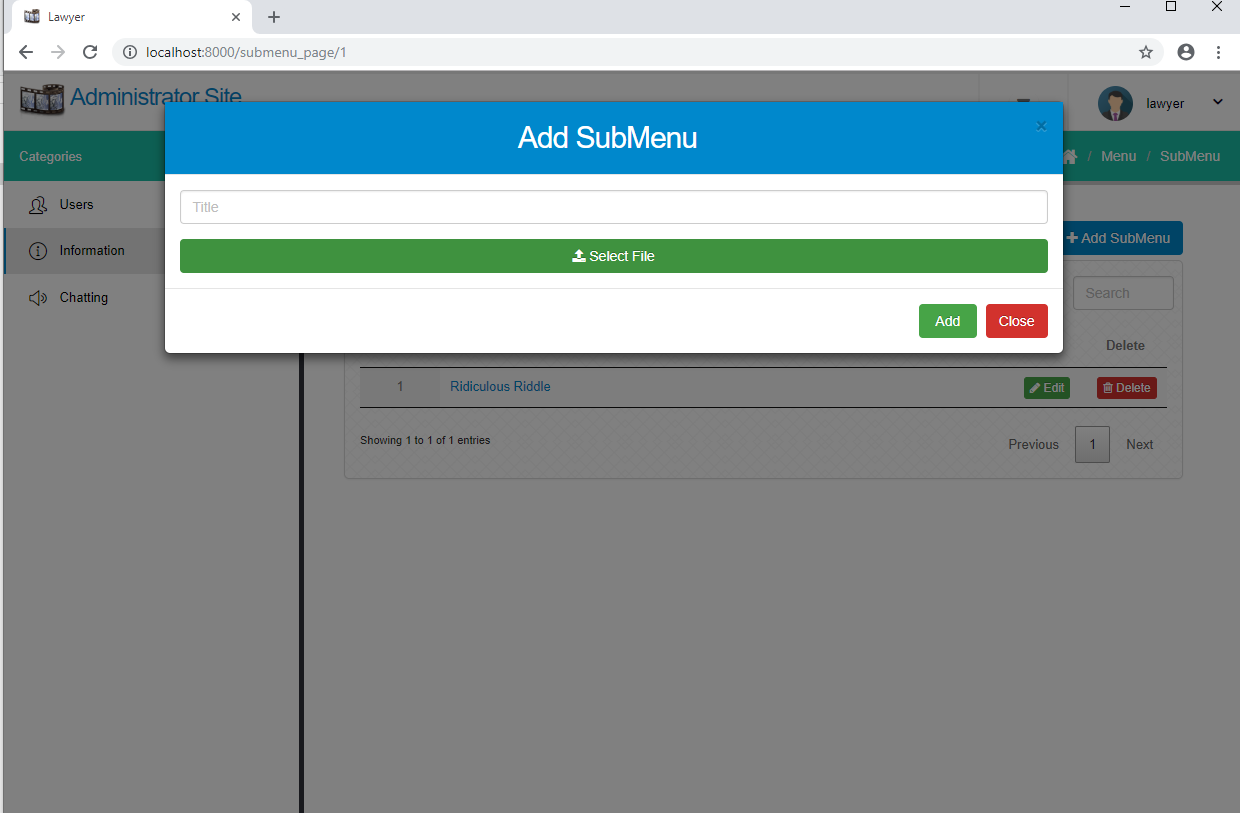 Lawyer
localhost:8000/submenu_page/1
Administrator Site
lawyer
Add SubMenu
×
Categories
/ Menu / SubMenu
Users
Title
Information
Select File
Add SubMenu
Chatting
Search
Add
Close
Delete
1 Ridiculous Riddle Edit Delete
Showing 1 to 1 of 1 entries
Previous 1 Next